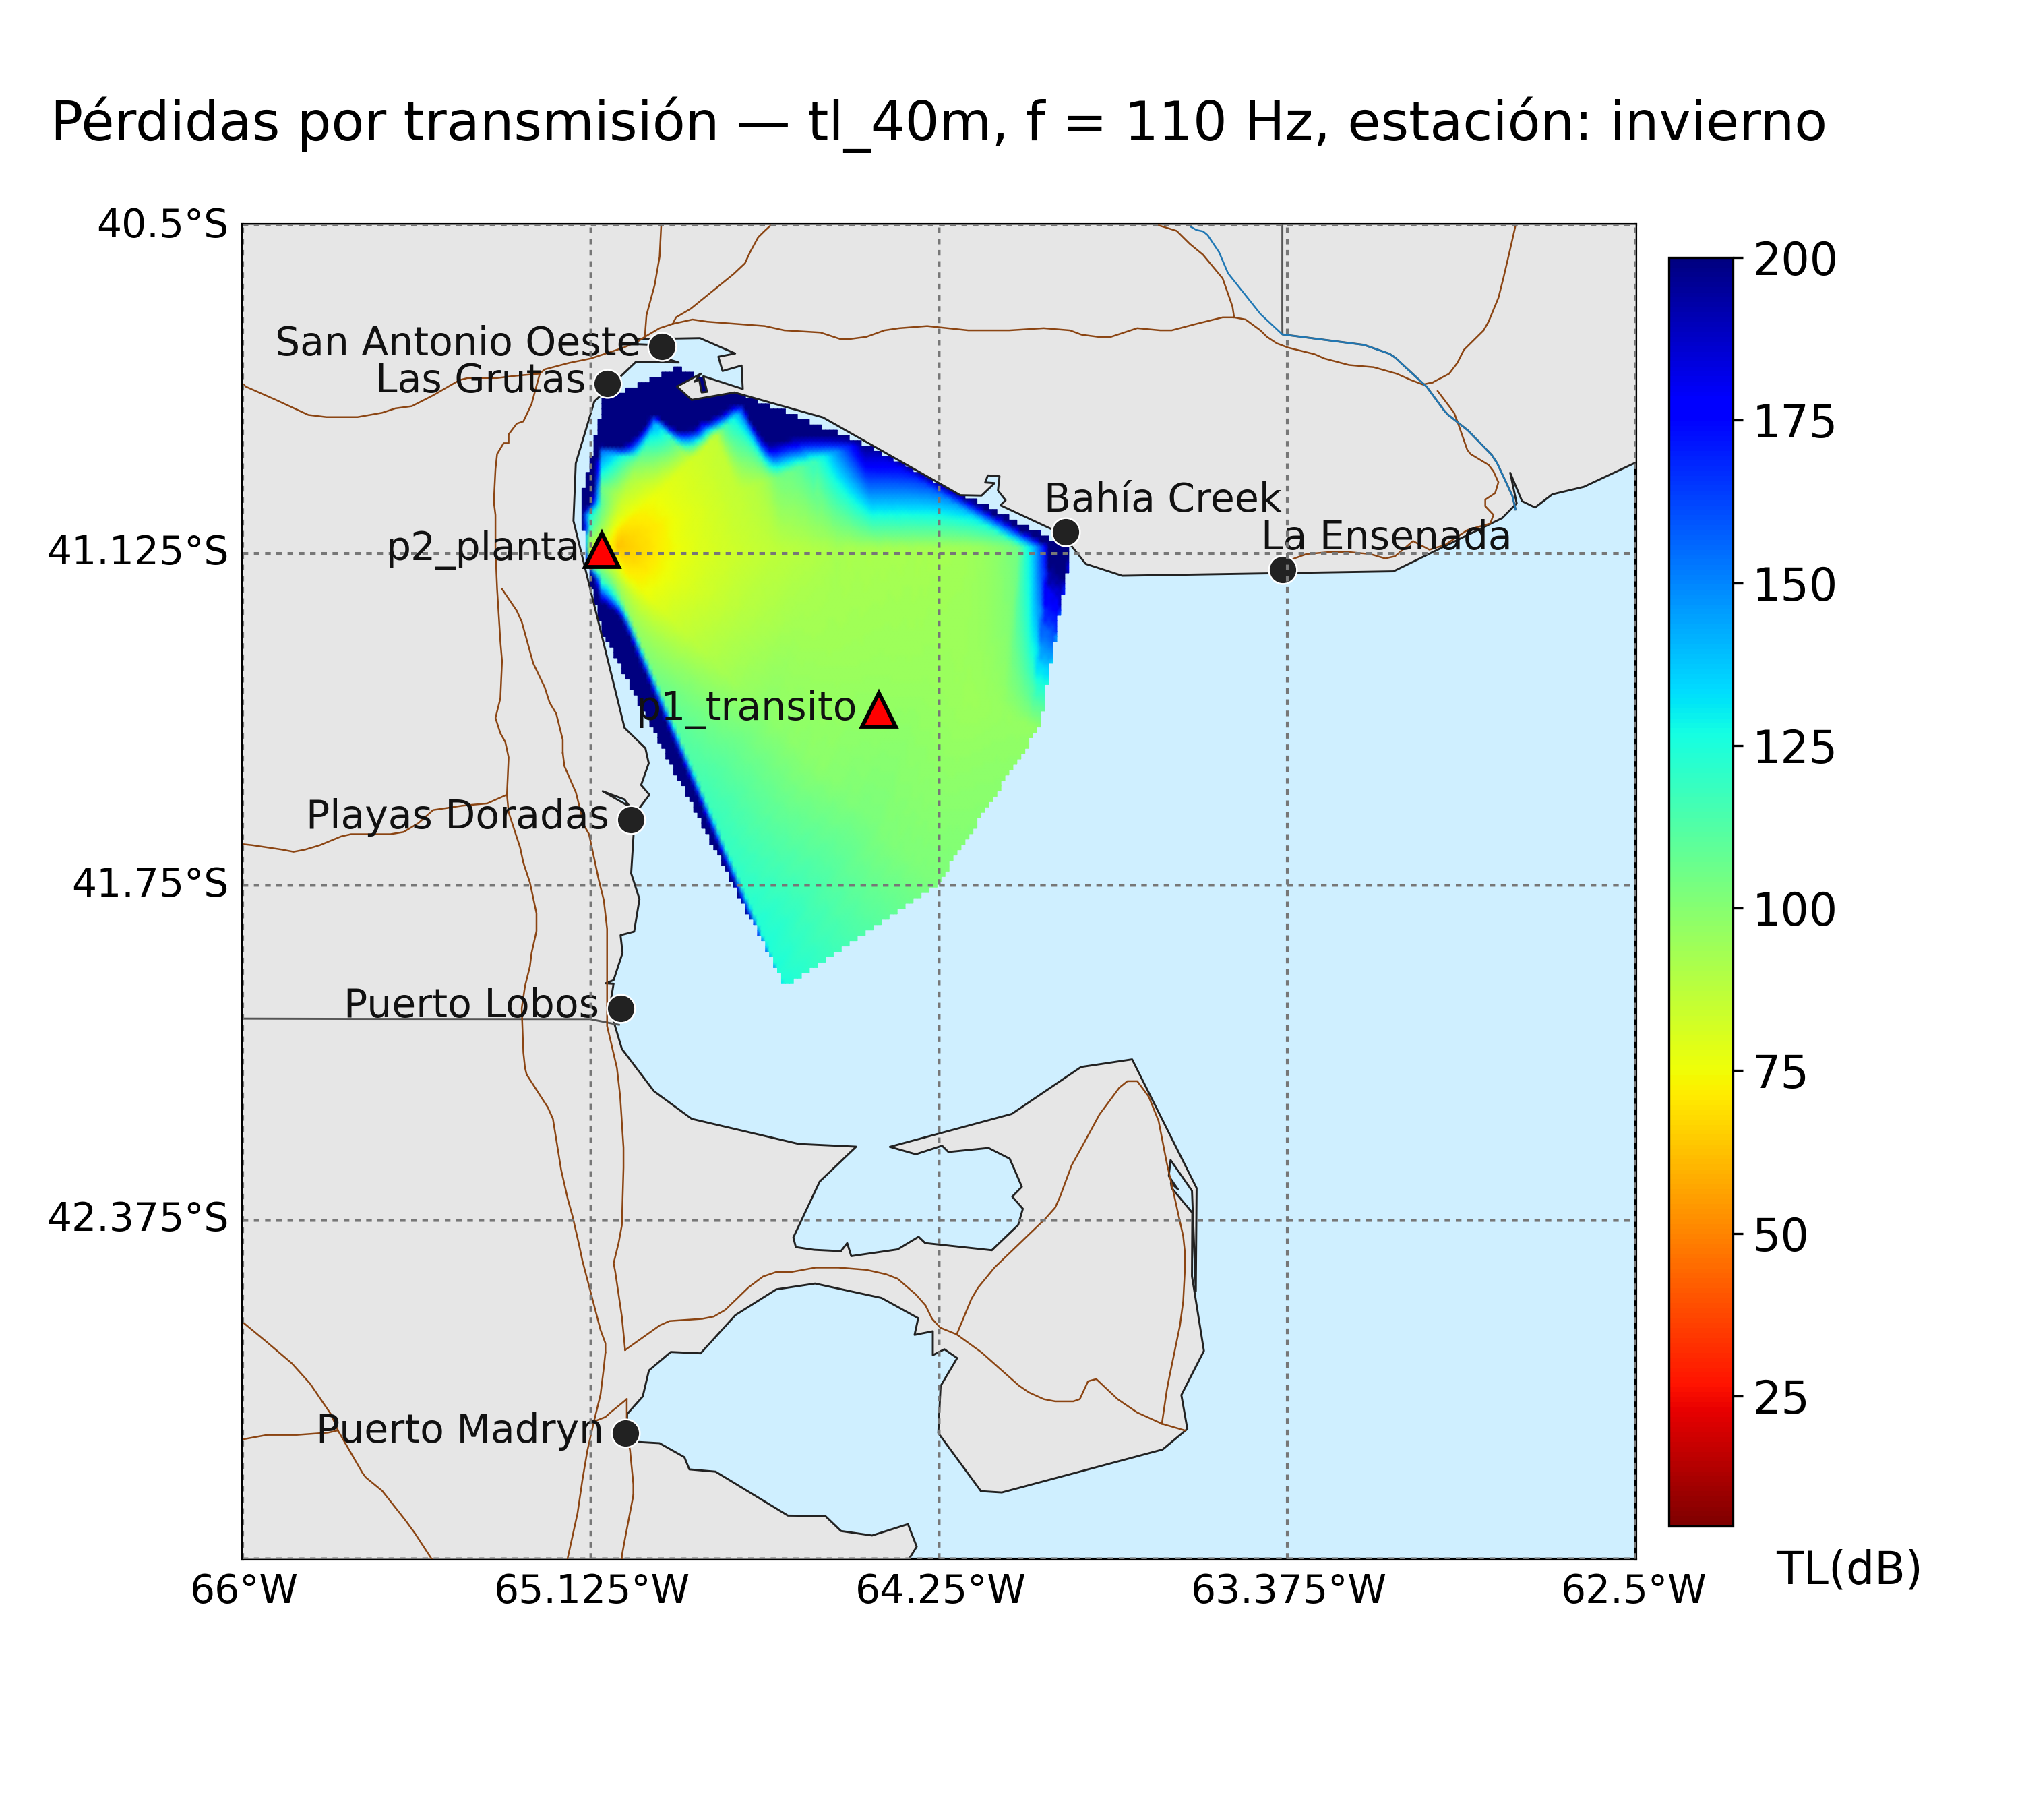 Pérdidas por transmisión — tl_40m, f = 110 Hz, estación: invierno
40.5°S
200
San Antonio Oeste
Las Grutas
175
Bahía Creek
La Ensenada
p2_planta
41.125°S
150
p1_transito
125
Playas Doradas
41.75°S
100
Puerto Lobos
75
42.375°S
50
25
Puerto Madryn
TL(dB)
66°W 65.125°W 64.25°W 63.375°W 62.5°W